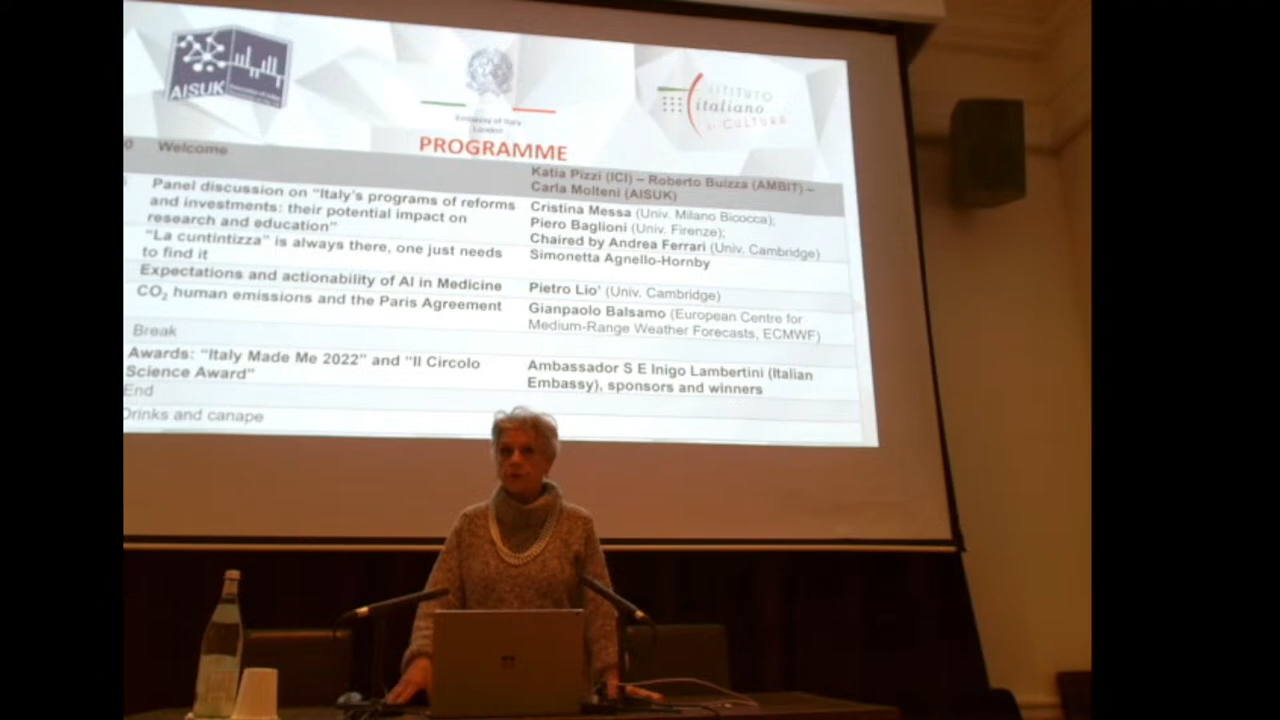 AISUK
Embassy of Italy
London
ISTITUTO
italiano
di CULTURA
PROGRAMME
0 Welcome
Katia Pizzi (ICI) – Roberto Buizza (AMBIT) –
Carla Molteni (AISUK)
Panel discussion on “Italy's programs of reforms
and investments: their potential impact on
research and education”
Cristina Messa (Univ. Milano Bicocca);
Piero Baglioni (Univ. Firenze);
Chaired by Andrea Ferrari (Univ. Cambridge)
“La cuntintizza” is always there, one just needs
to find it
Simonetta Agnello-Hornby
Expectations and actionability of AI in Medicine
Pietro Lio' (Univ. Cambridge)
CO₂ human emissions and the Paris Agreement
Gianpaolo Balsamo (European Centre for
Medium-Range Weather Forecasts, ECMWF)
Break
Awards: “Italy Made Me 2022” and “Il Circolo
Science Award”
Ambassador S E Inigo Lambertini (Italian
Embassy), sponsors and winners
End
Drinks and canape